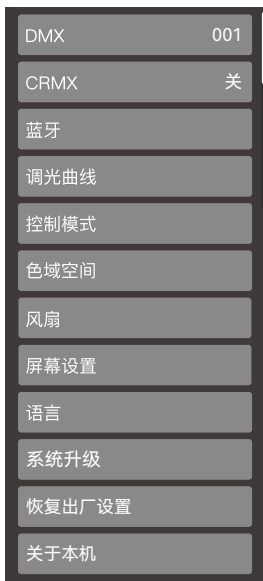 DMX 001
CRMX 关
蓝牙
调光曲线
控制模式
色域空间
风扇
屏幕设置
语言
系统升级
恢复出厂设置
关于本机